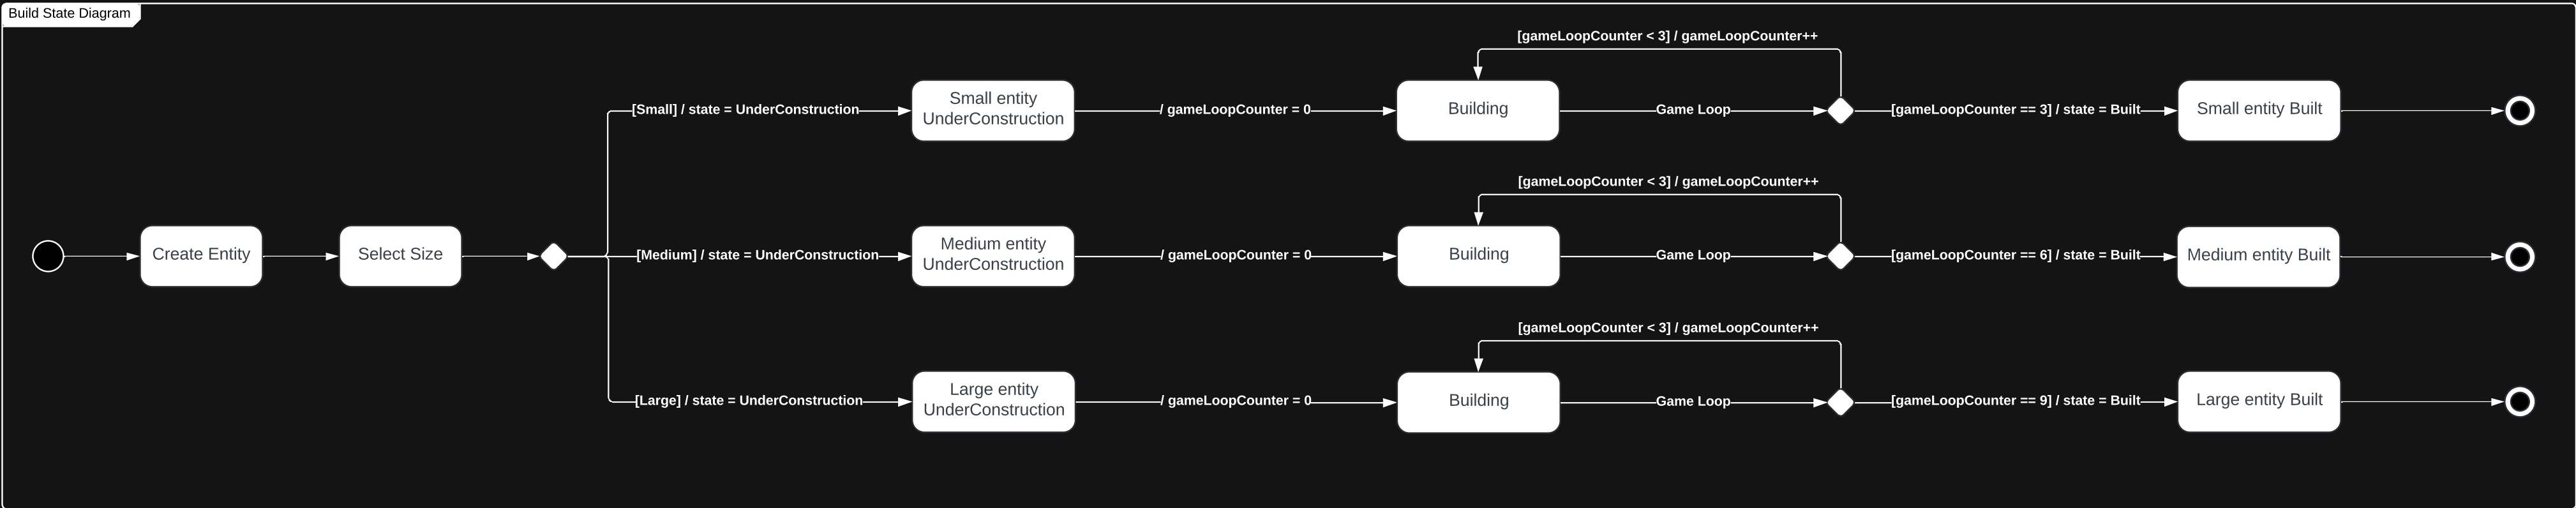 Build State Diagram
[gameLoopCounter < 3] / gameLoopCounter++
[Small] / state = UnderConstruction
Small entity
UnderConstruction
/ gameLoopCounter = 0
Building
Game Loop
[gameLoopCounter == 3] / state = Built
Small entity Built
[gameLoopCounter < 3] / gameLoopCounter++
Create Entity
Select Size
[Medium] / state = UnderConstruction
Medium entity
UnderConstruction
/ gameLoopCounter = 0
Building
Game Loop
[gameLoopCounter == 6] / state = Built
Medium entity Built
[gameLoopCounter < 3] / gameLoopCounter++
[Large] / state = UnderConstruction
Large entity
UnderConstruction
/ gameLoopCounter = 0
Building
Game Loop
[gameLoopCounter == 9] / state = Built
Large entity Built